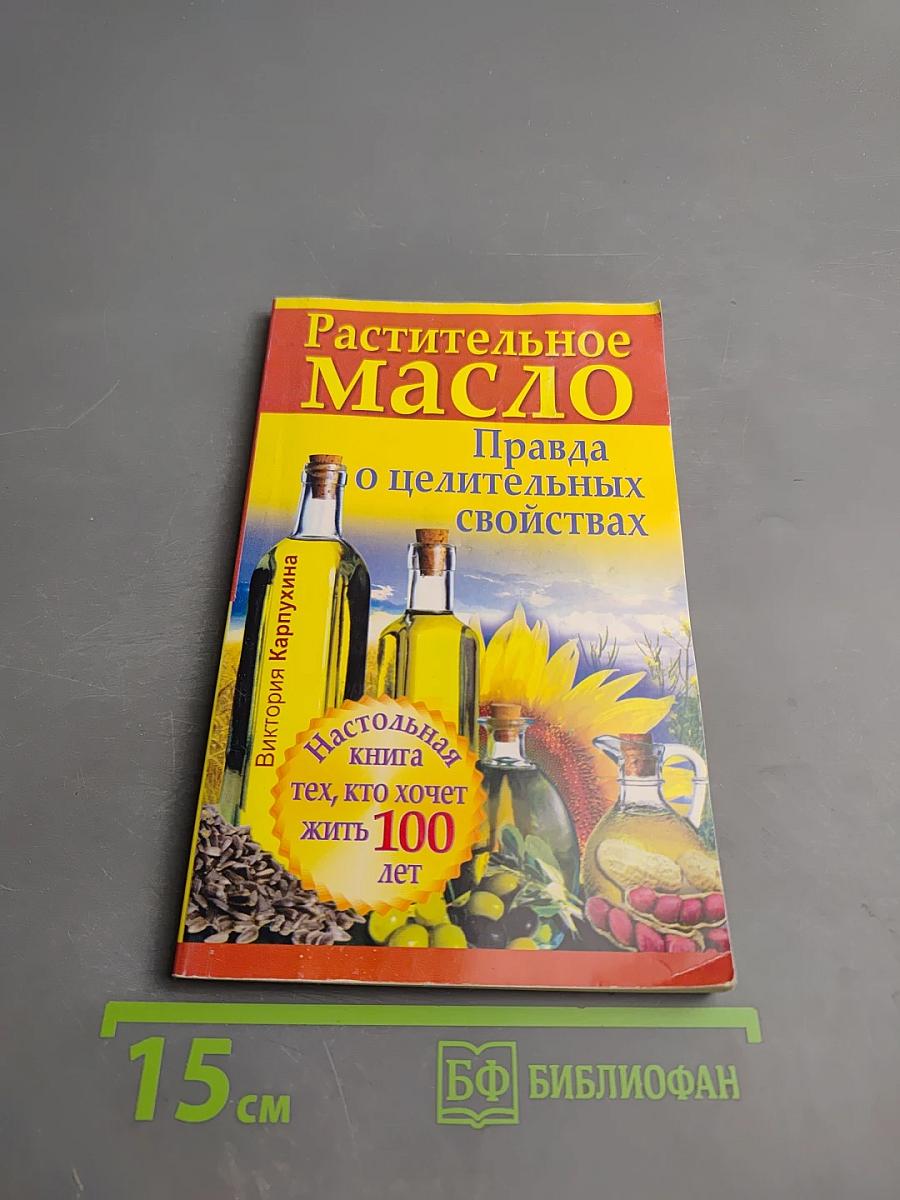 Растительное
масло
Правда
о целительных
свойствах
Виктория Карпухина
Настольная
книга
тех, кто хочет
жить 100
лет
15 см
БФ БИБЛИОФАН